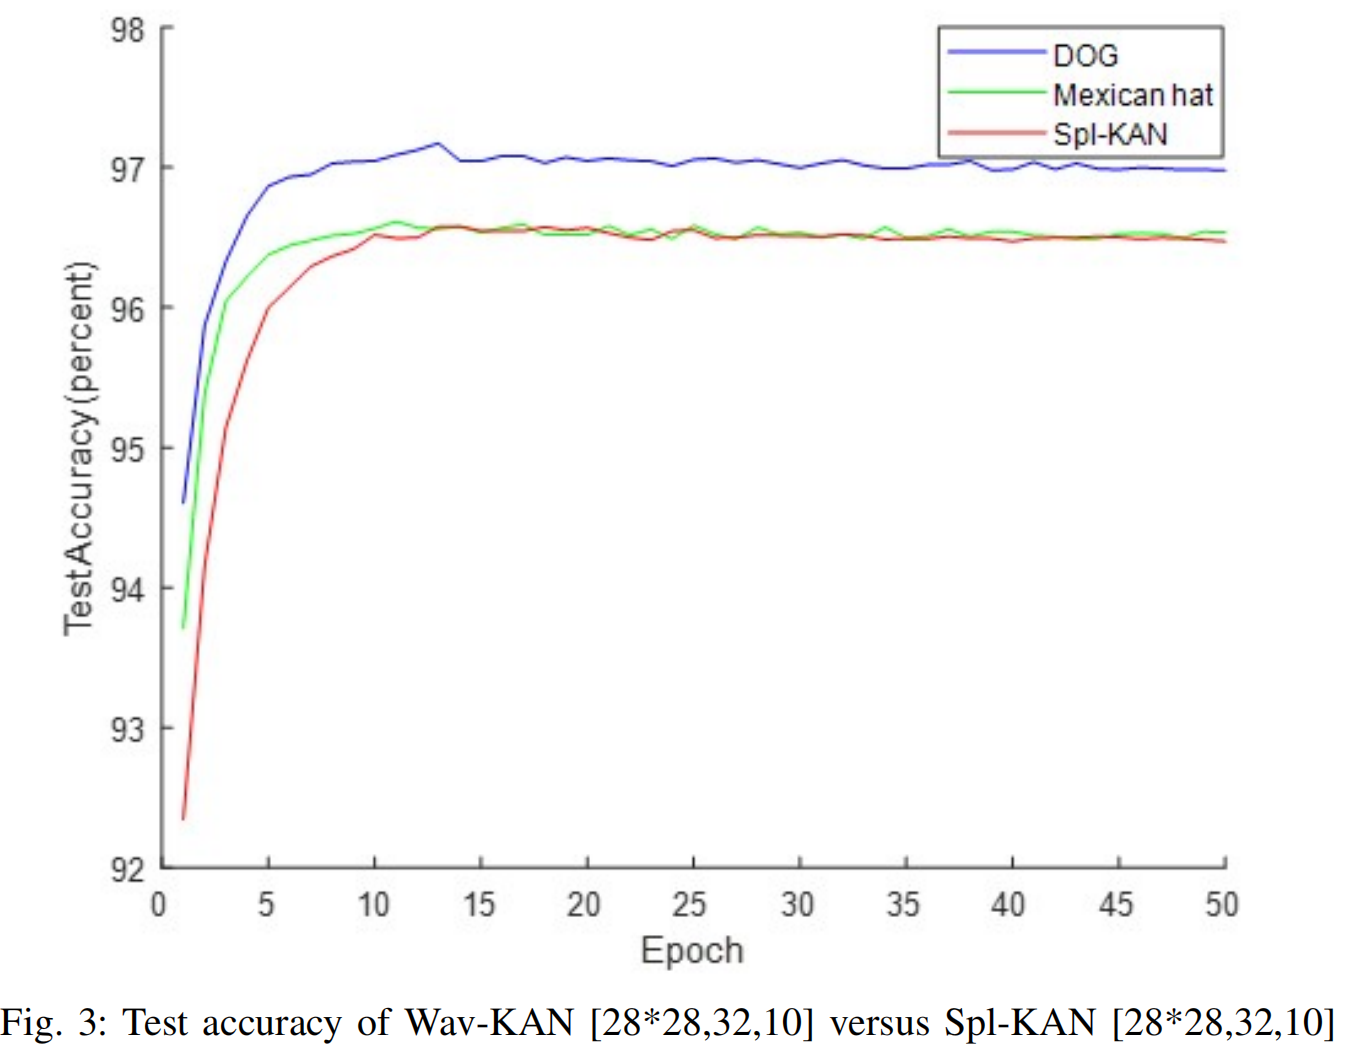 98
97
96
95
94
93
92
TestAccuracy(percent)
DOG
Mexican hat
Spl-KAN
0 5 10 15 20 25 30 35 40 45 50
Epoch
Fig. 3: Test accuracy of Wav-KAN [28*28,32,10] versus Spl-KAN [28*28,32,10]